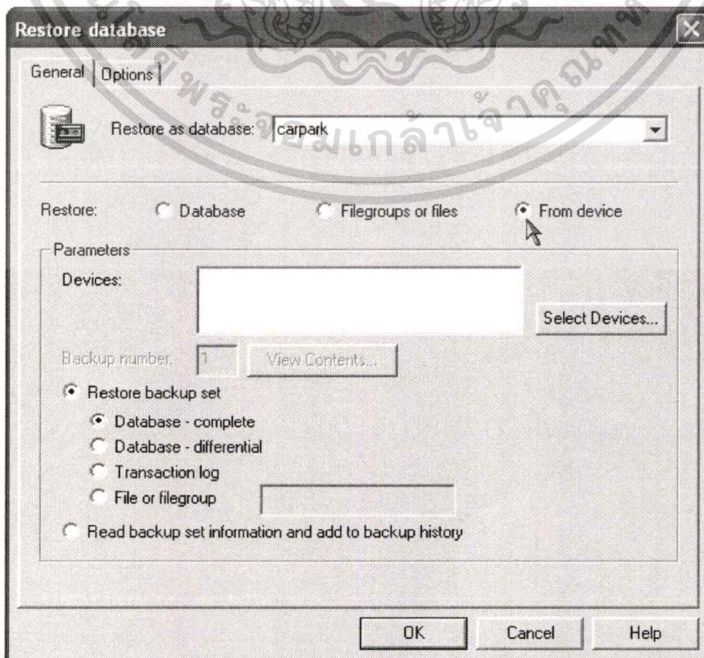 Restore database
General
Options
Restore as database: carpark
Restore: Database Filegroups or files From device
Parameters
Devices:
Select Devices...
Backup number: 1 View Contents...
Restore backup set
Database - complete
Database - differential
Transaction log
File or filegroup
Read backup set information and add to backup history
OK Cancel Help